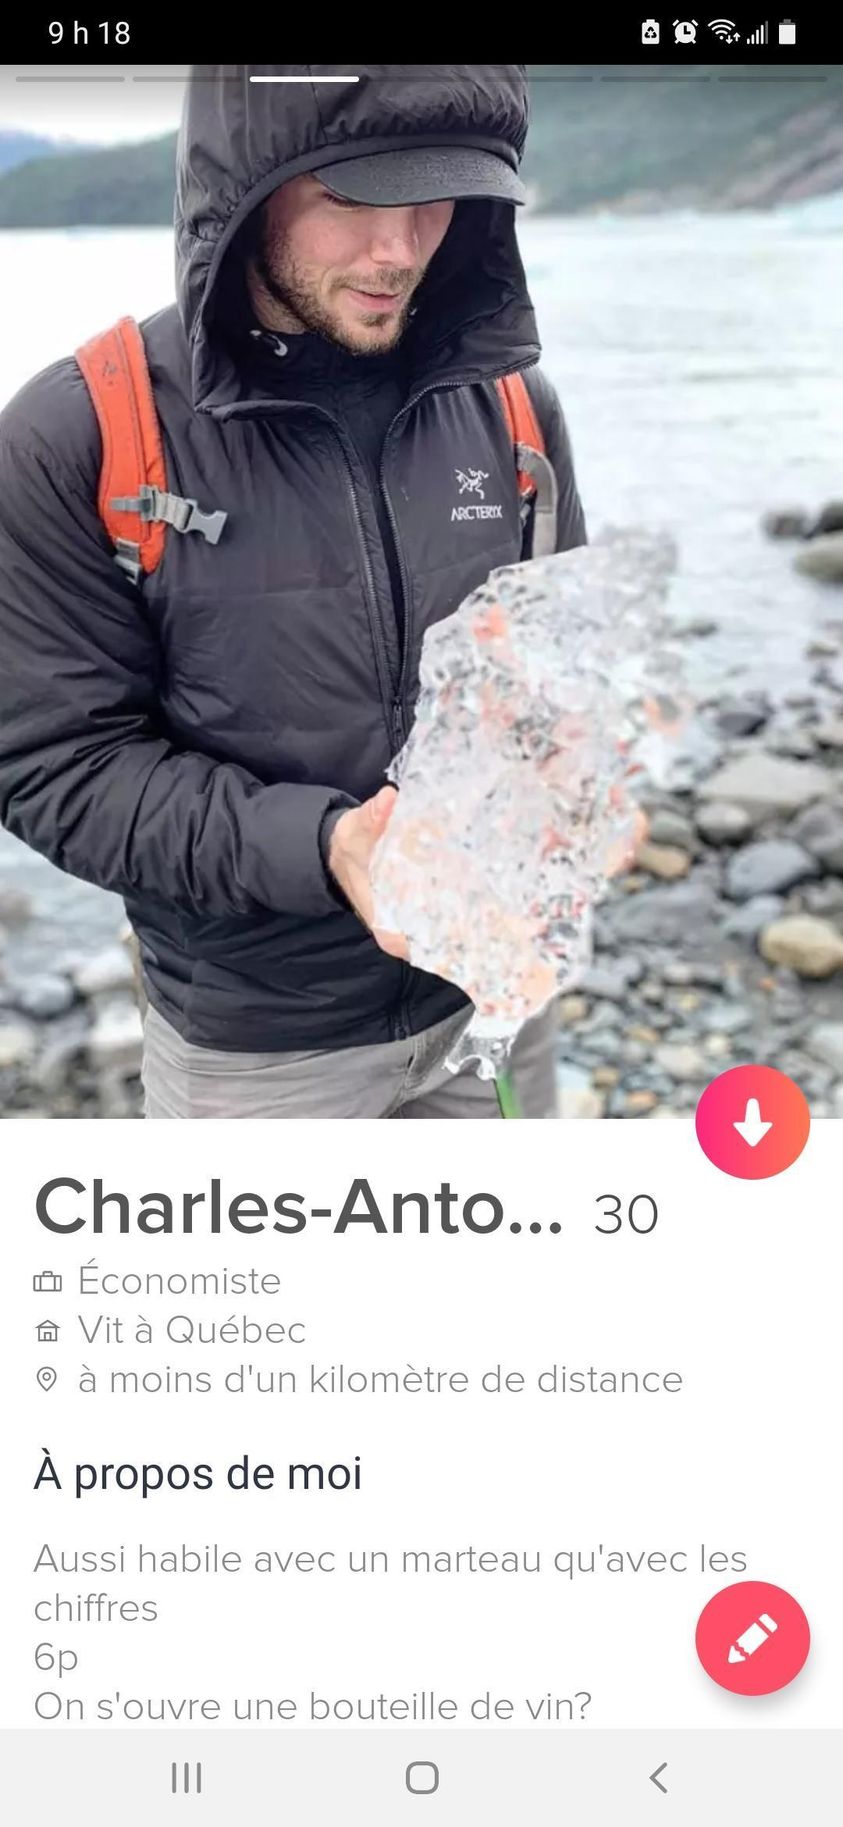 9 h 18
ARCTERYX
Charles-Anto... 30
Économiste
Vit à Québec
à moins d'un kilomètre de distance
À propos de moi
Aussi habile avec un marteau qu'avec les
chiffres
6p
On s'ouvre une bouteille de vin?